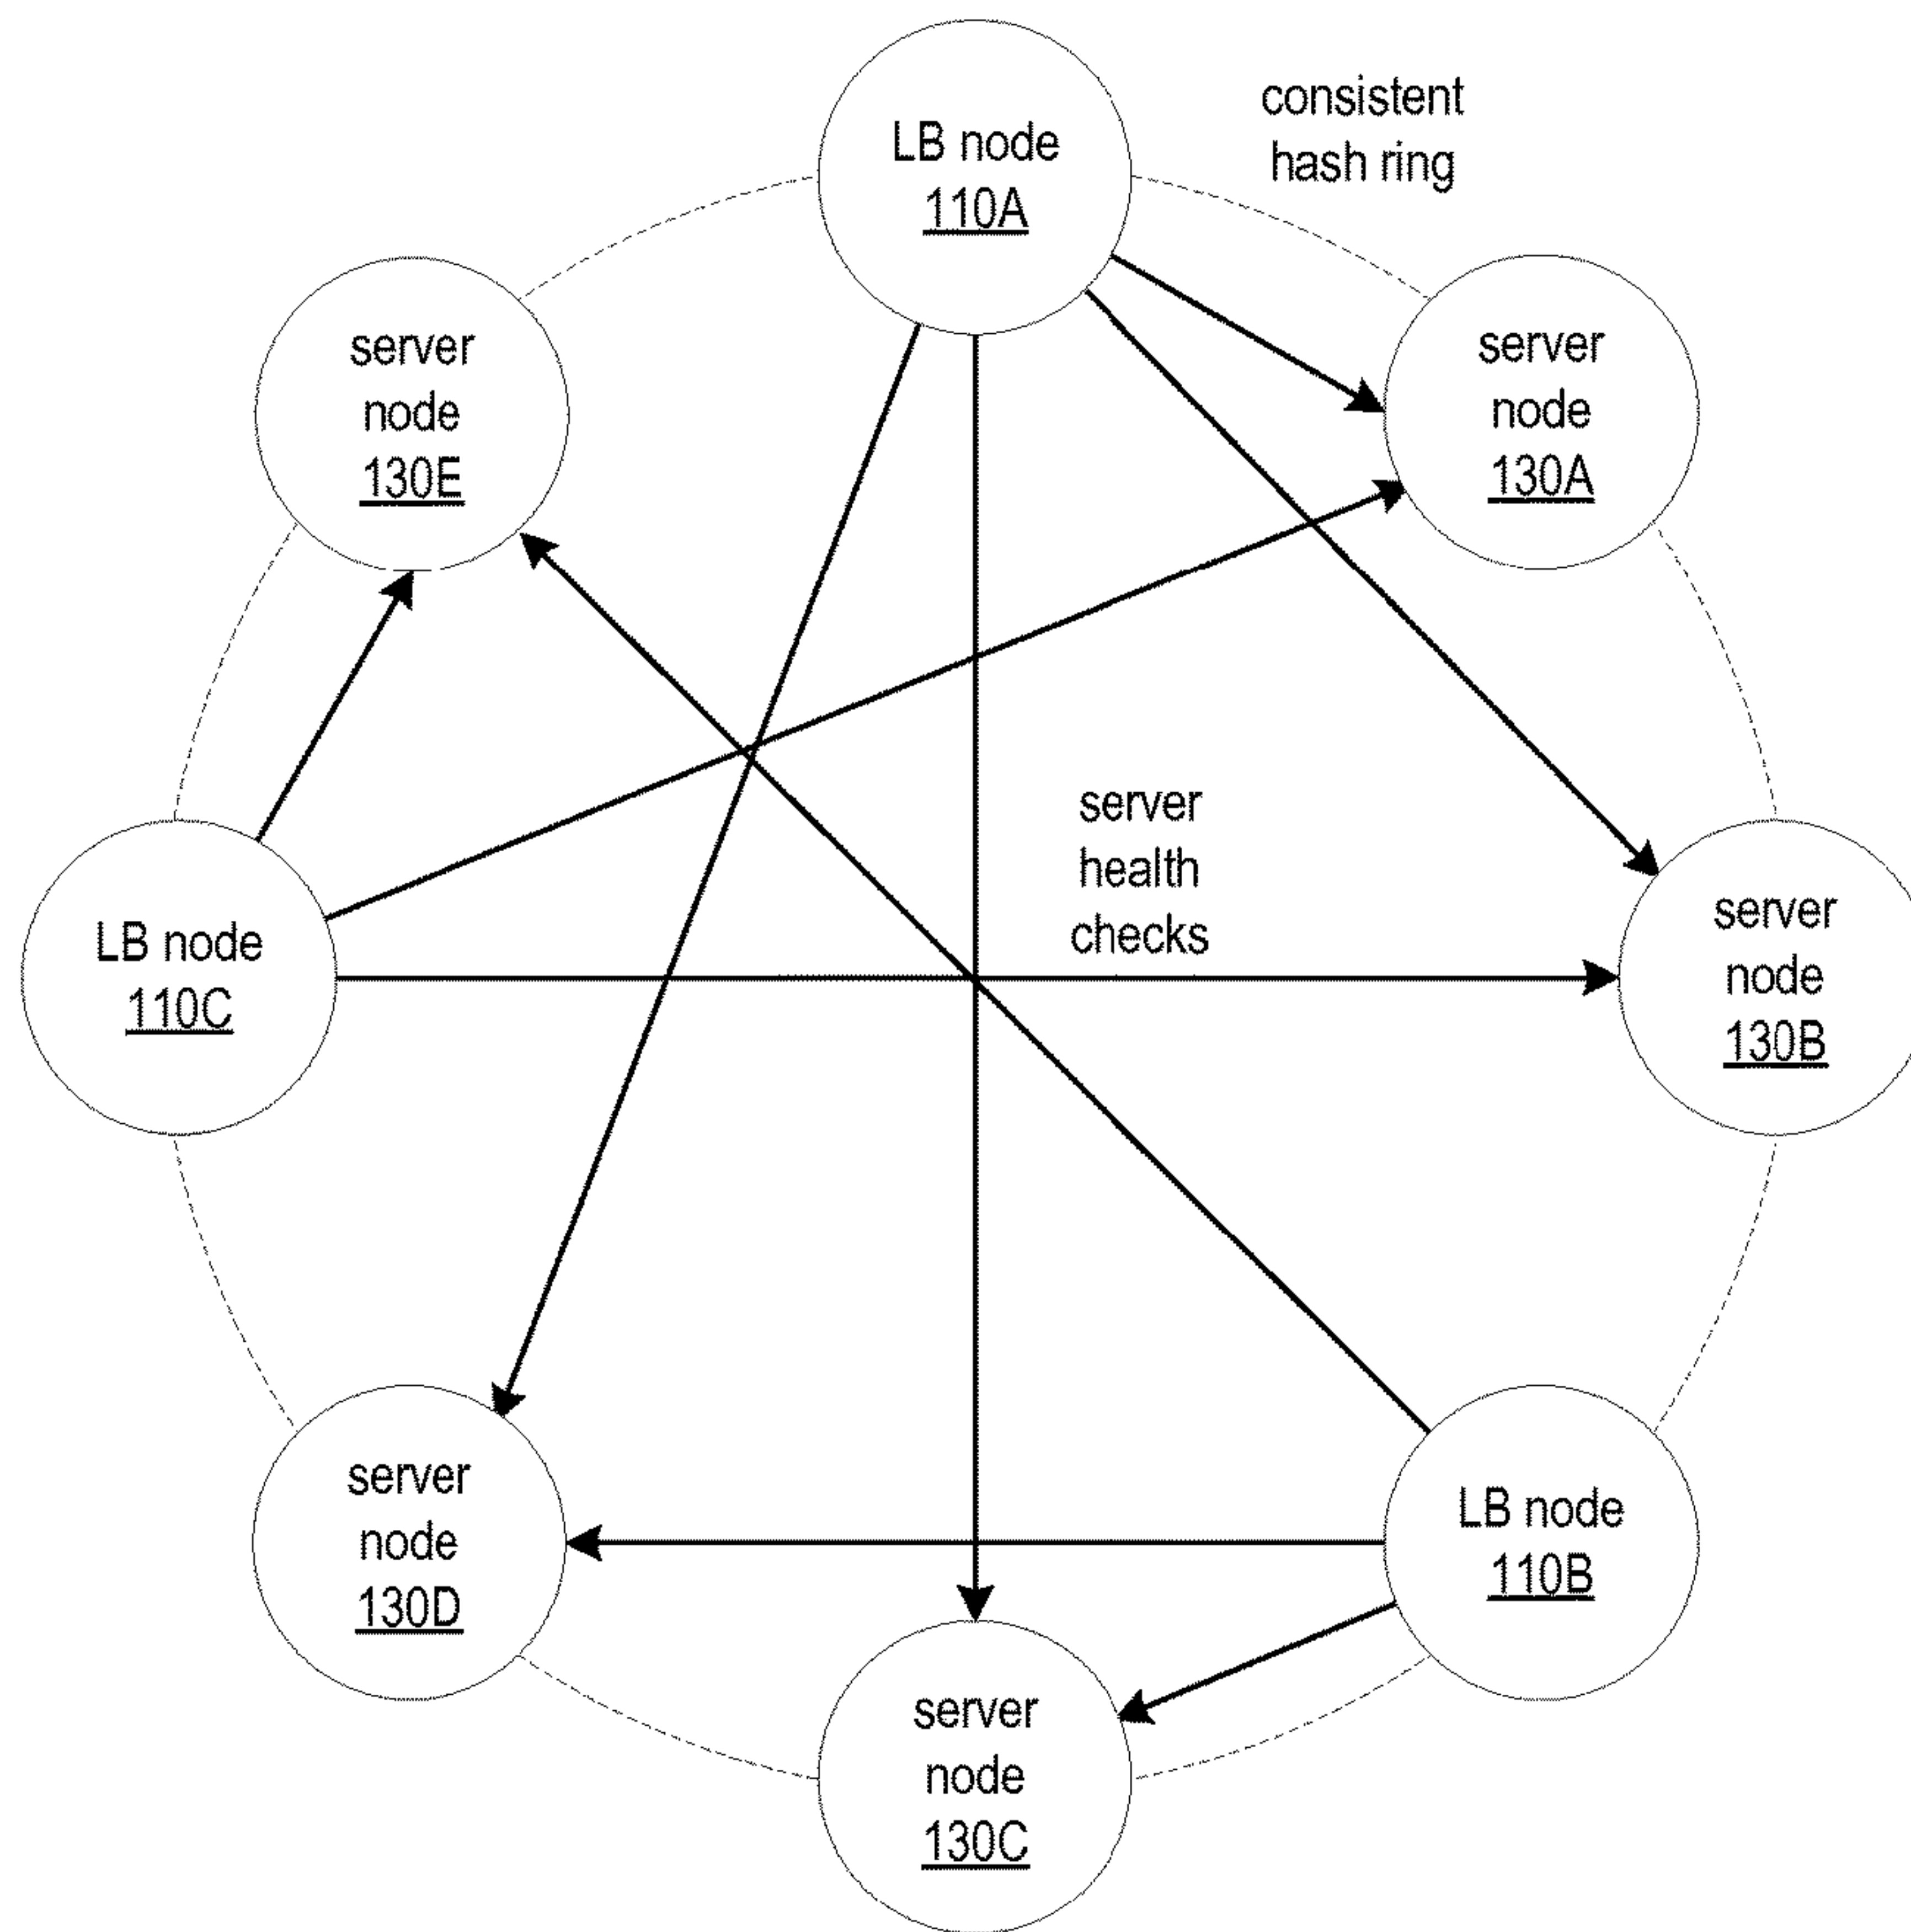 LB node
110A
consistent
hash ring
server
node
130E
server
node
130A
server
health
checks
LB node
110C
server
node
130B
server
node
130D
LB node
110B
server
node
130C